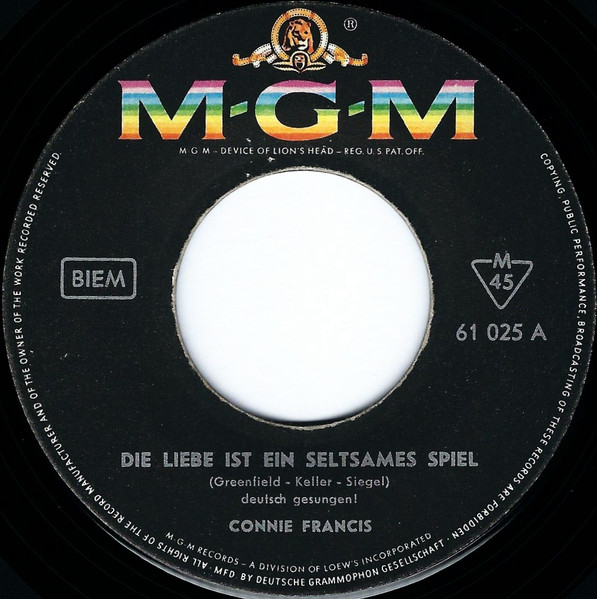 ®
M-G-M
M G M – DEVICE OF LION'S HEAD – REG. U.S. PAT. OFF.
BIEM
M
45
61 025 A
DIE LIEBE IST EIN SELTSAMES SPIEL
(Greenfield - Keller - Siegel)
deutsch gesungen!
CONNIE FRANCIS
M G M RECORDS – A DIVISION OF LOEW'S INCORPORATED
ALL RIGHTS OF THE RECORD MANUFACTURER AND OF THE OWNER OF THE WORK RECORDED RESERVED.
COPYING, PUBLIC PERFORMANCE, BROADCASTING OF THESE RECORDS ARE FORBIDDEN
· MFD. BY DEUTSCHE GRAMMOPHON GESELLSCHAFT ·